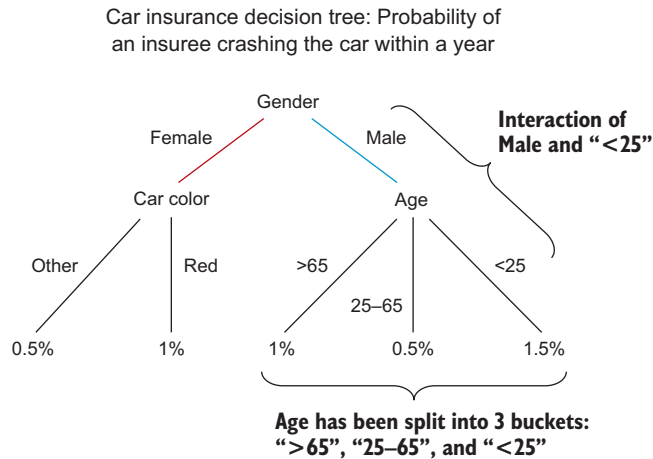 Car insurance decision tree: Probability of
an insuree crashing the car within a year
Gender
Interaction of
Male and “<25”
Female
Male
Car color
Age
Other
Red
>65
<25
25–65
0.5%
1%
1%
0.5%
1.5%
Age has been split into 3 buckets:
“>65”, “25–65”, and “<25”